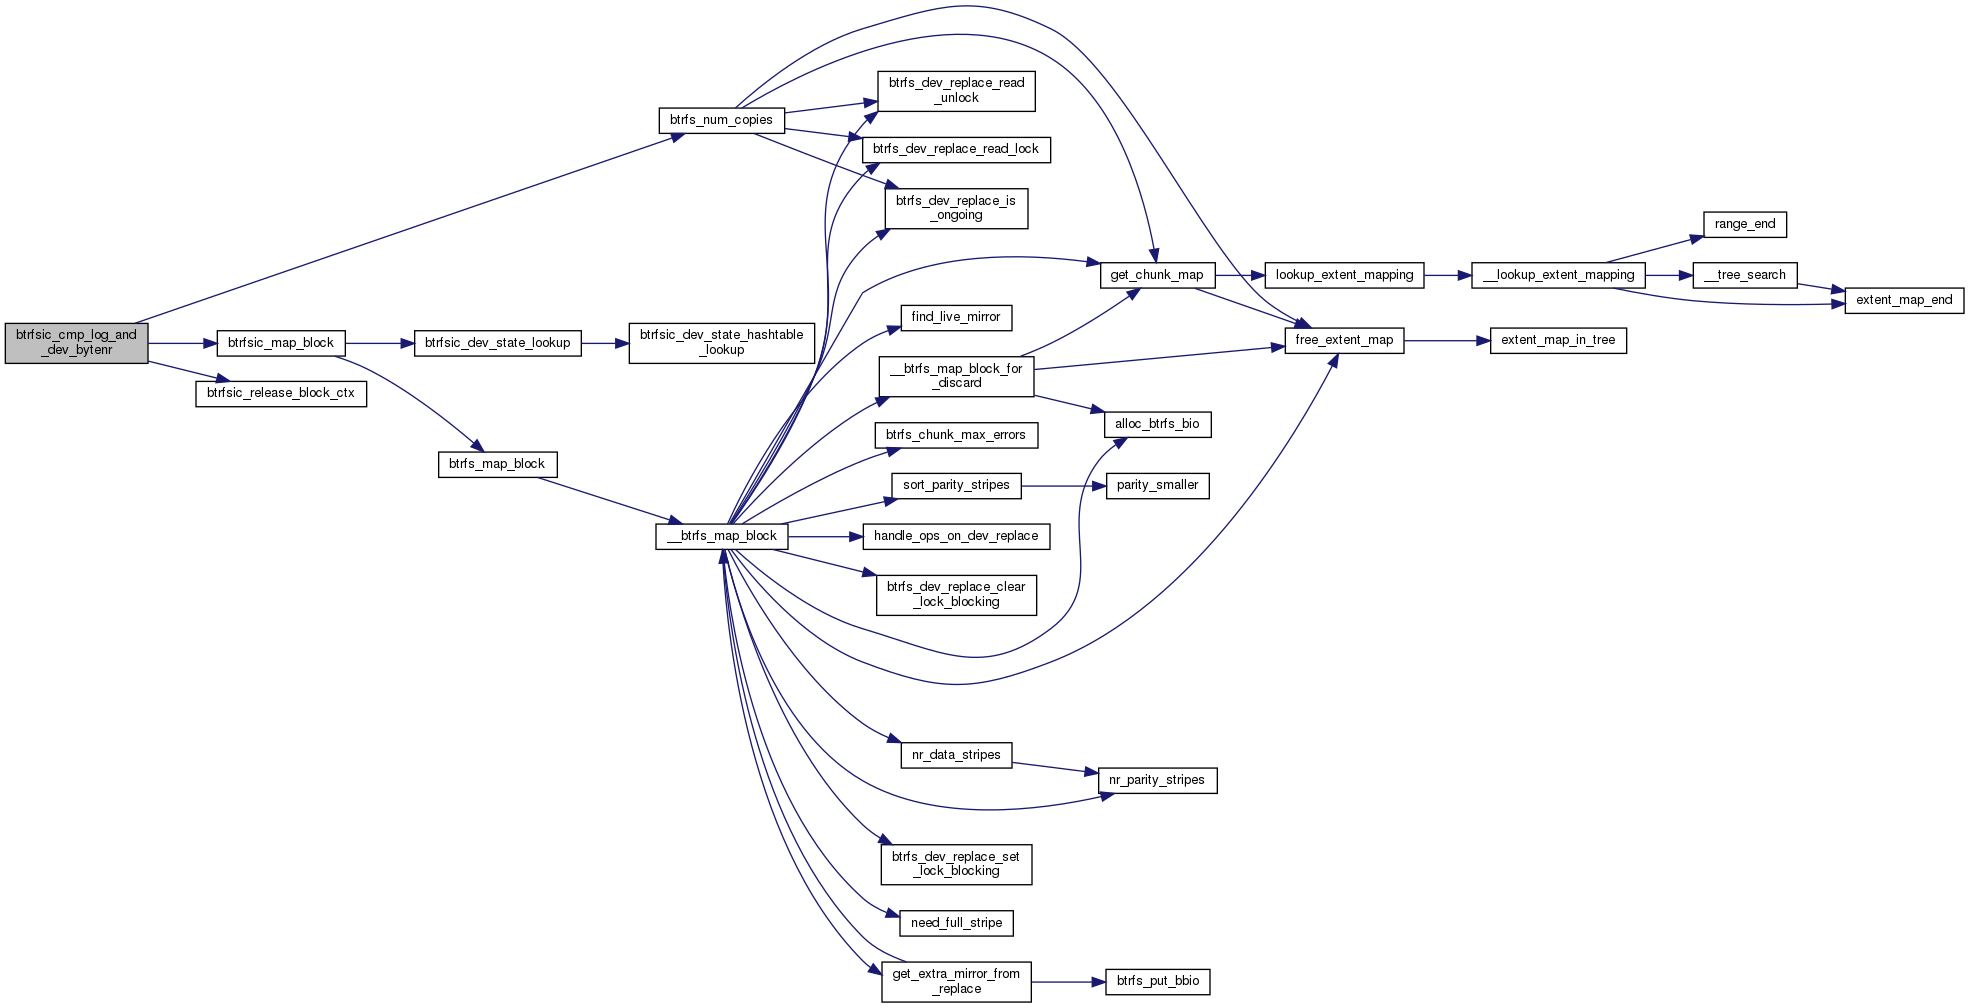 btrfsic_cmp_log_and
_dev_bytenr
btrfsic_map_block
btrfsic_release_block_ctx
btrfsic_dev_state_lookup
btrfs_map_block
btrfsic_dev_state_hashtable
_lookup
btrfs_num_copies
__btrfs_map_block
btrfs_dev_replace_read
_unlock
btrfs_dev_replace_read_lock
btrfs_dev_replace_is
_ongoing
find_live_mirror
__btrfs_map_block_for
_discard
btrfs_chunk_max_errors
sort_parity_stripes
handle_ops_on_dev_replace
btrfs_dev_replace_clear
_lock_blocking
nr_data_stripes
btrfs_dev_replace_set
_lock_blocking
need_full_stripe
get_extra_mirror_from
_replace
get_chunk_map
alloc_btrfs_bio
parity_smaller
nr_parity_stripes
btrfs_put_bbio
lookup_extent_mapping
free_extent_map
__lookup_extent_mapping
extent_map_in_tree
range_end
__tree_search
extent_map_end